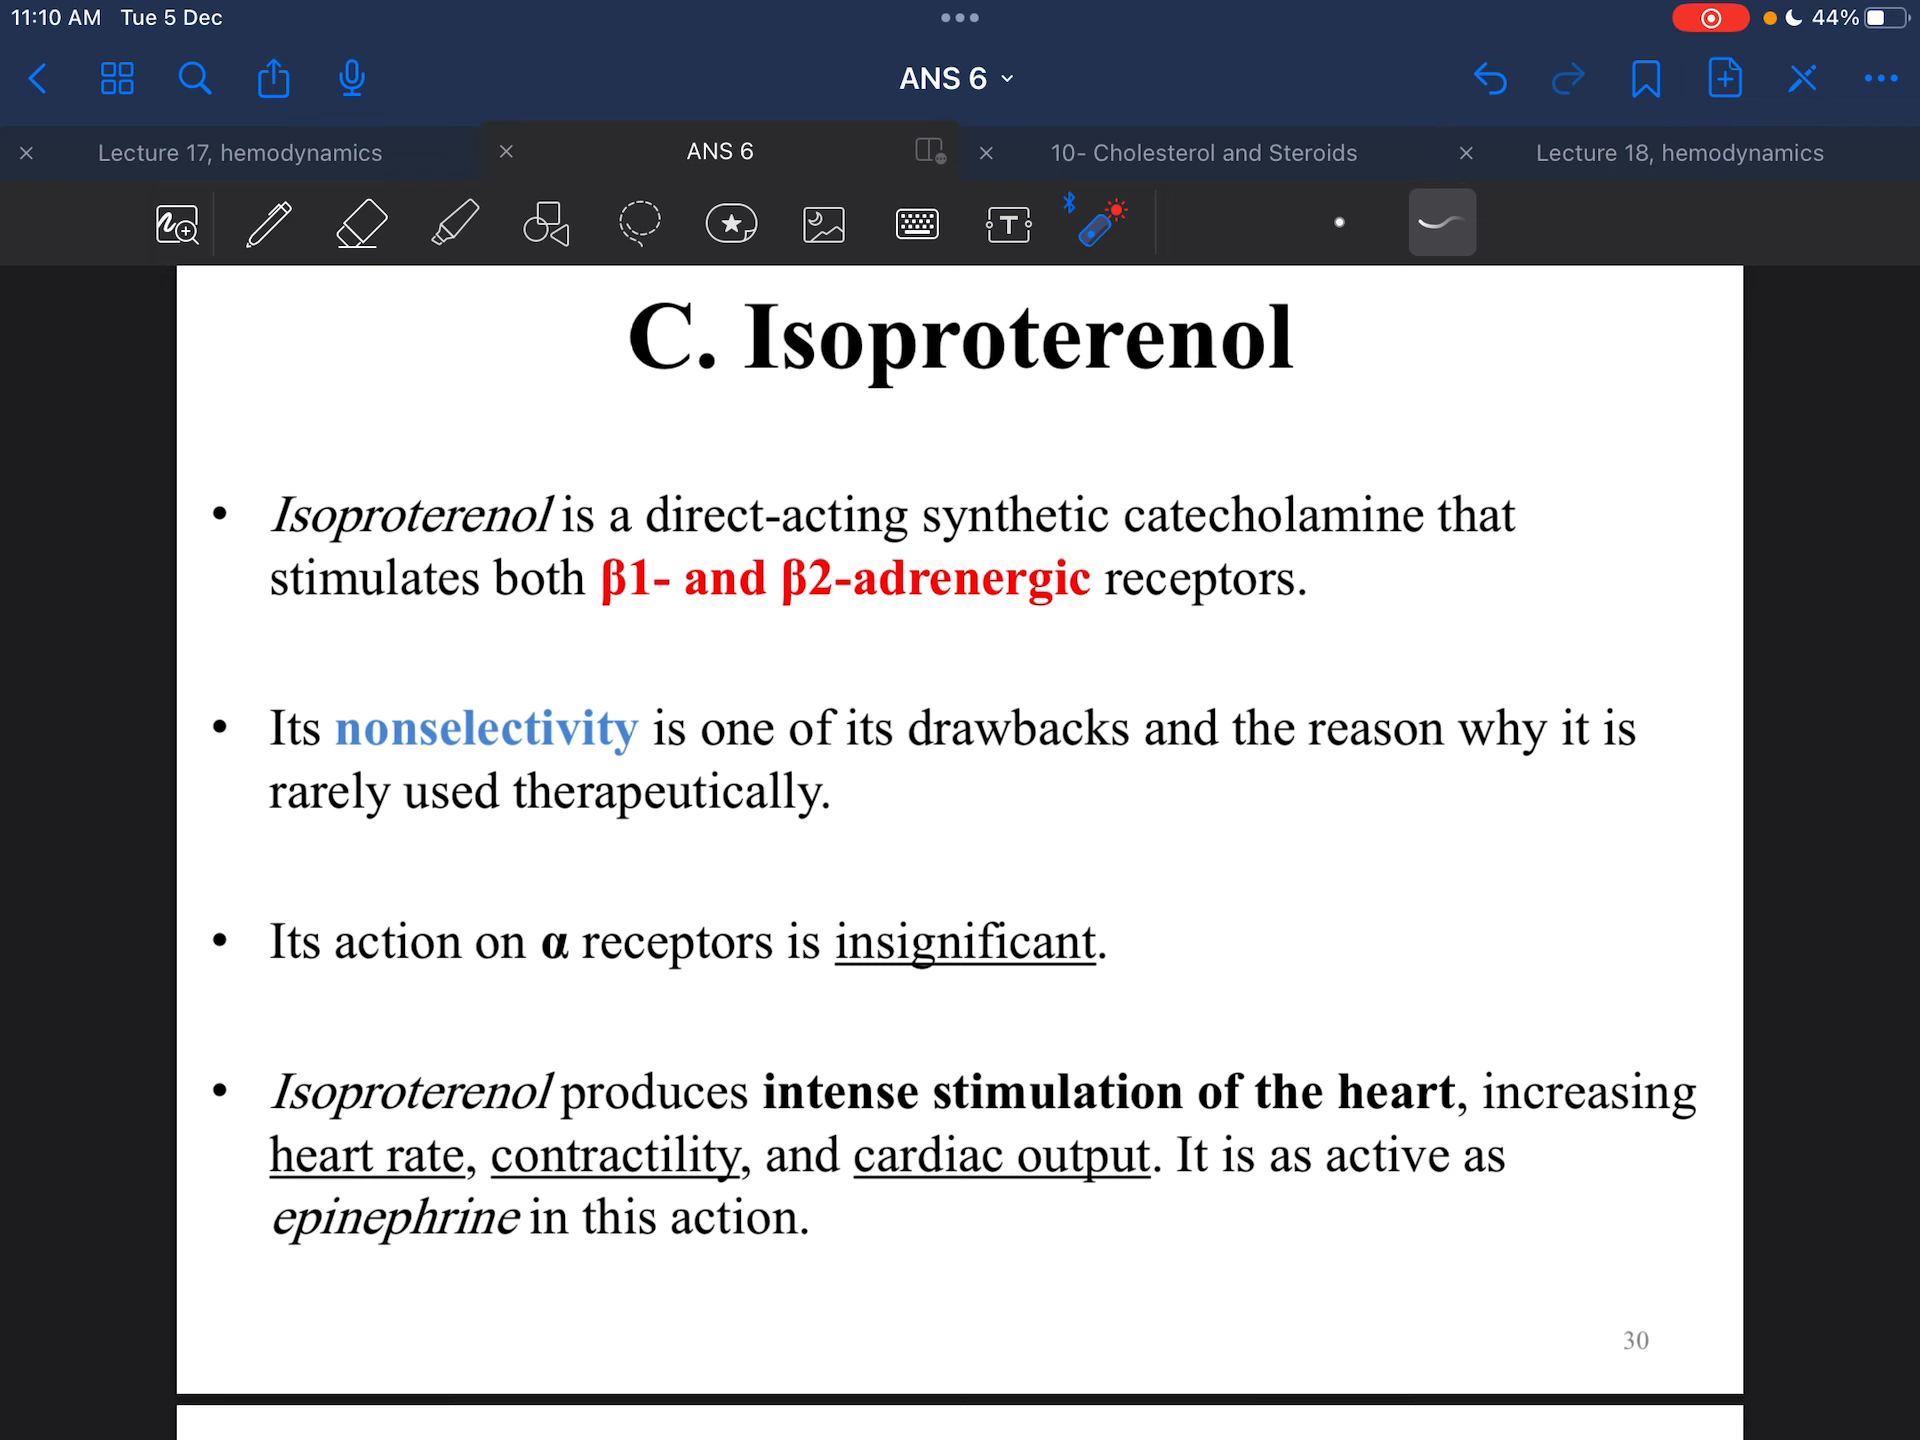 11:10 AM Tue 5 Dec
44%
ANS 6
Lecture 17, hemodynamics
ANS 6
10- Cholesterol and Steroids
Lecture 18, hemodynamics
C. Isoproterenol
• Isoproterenol is a direct-acting synthetic catecholamine that
stimulates both β1- and β2-adrenergic receptors.
• Its nonselectivity is one of its drawbacks and the reason why it is
rarely used therapeutically.
• Its action on α receptors is insignificant.
• Isoproterenol produces intense stimulation of the heart, increasing
heart rate, contractility, and cardiac output. It is as active as
epinephrine in this action.
30